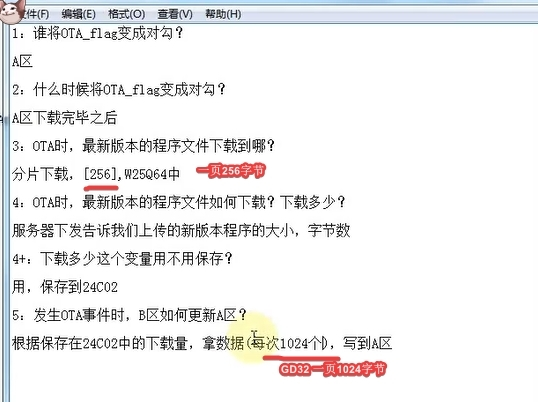 文件(F) 编辑(E) 格式(O) 查看(V) 帮助(H)
1：谁将OTA_flag变成对勾？
A区
2：什么时候将OTA_flag变成对勾？
A区下载完毕之后
3：OTA时，最新版本的程序文件下载到哪？
分片下载，[256],W25Q64中 一页256字节
4：OTA时，最新版本的程序文件如何下载？下载多少？
服务器下发告诉我们上传的新版本程序的大小，字节数
4+：下载多少这个变量用不用保存？
用，保存到24C02
5：发生OTA事件时，B区如何更新A区？
根据保存在24C02中的下载量，拿数据(每次1024个)，写到A区
GD32 一页1024字节